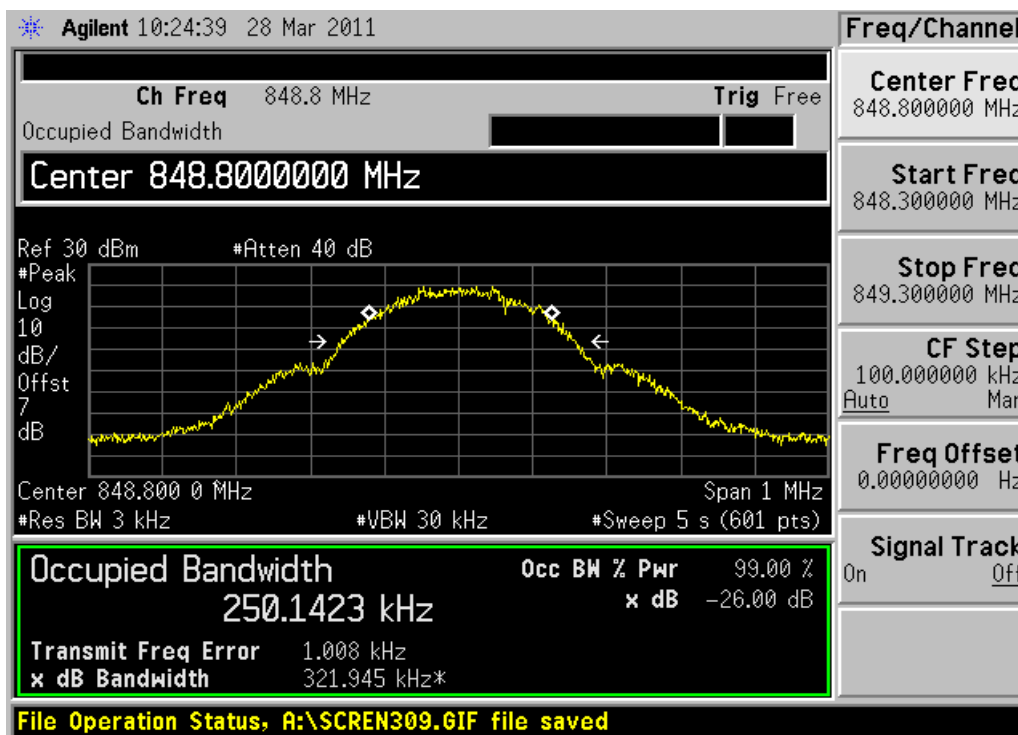 Agilent 10:24:39 28 Mar 2011
Freq/Channel
Ch Freq 848.8 MHz Trig Free
Occupied Bandwidth
Center 848.8000000 MHz
Ref 30 dBm #Atten 40 dB
#Peak
Log
10
dB/
Offst
7
dB
Center 848.800 0 MHz Span 1 MHz
#Res BW 3 kHz #VBW 30 kHz #Sweep 5 s (601 pts)
Occupied Bandwidth
250.1423 kHz
Occ BW % Pwr 99.00 %
x dB -26.00 dB
Transmit Freq Error 1.008 kHz
x dB Bandwidth 321.945 kHz*
File Operation Status, A:\SCREN309.GIF file saved
Center Freq
848.800000 MHz
Start Freq
848.300000 MHz
Stop Freq
849.300000 MHz
CF Step
100.000000 kHz
Auto Man
Freq Offset
0.00000000 Hz
Signal Track
On Off